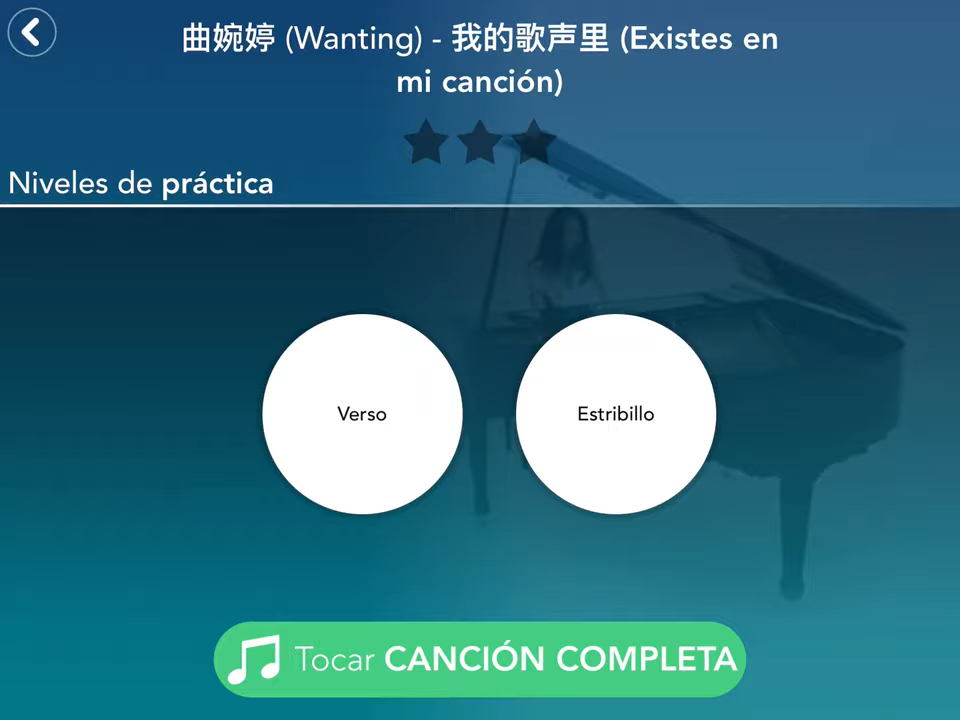 曲婉婷 (Wanting) - 我的歌声里 (Existes en
mi canción)
Niveles de práctica
Verso
Estribillo
Tocar CANCIÓN COMPLETA